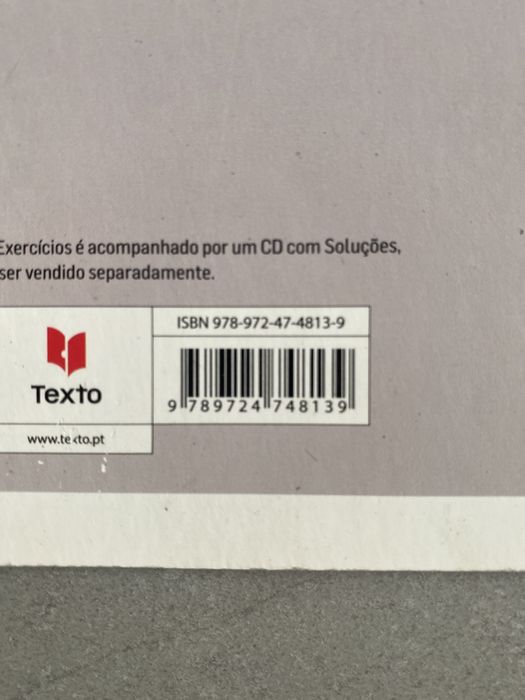 Exercícios é acompanhado por um CD com Soluções,
ser vendido separadamente.
ISBN 978-972-47-4813-9
9 789724 748139
Texto
www.texto.pt